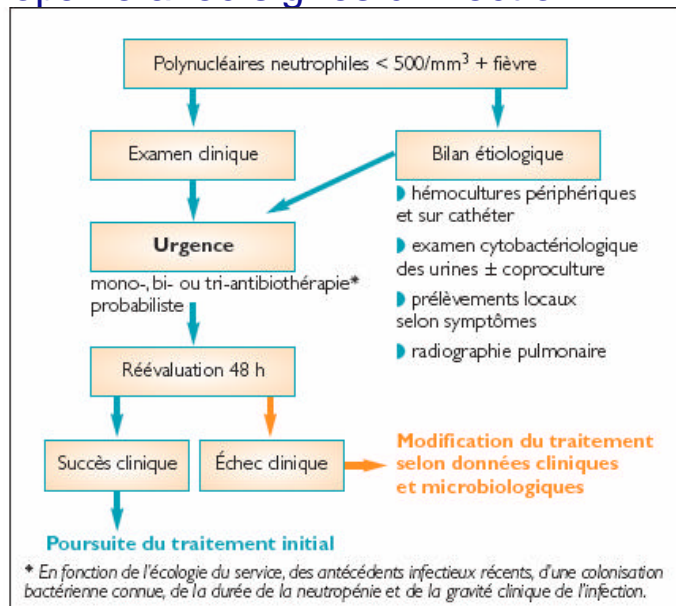 Polynucléaires neutrophiles < 500/mm³ + fièvre
Examen clinique
Bilan étiologique
hémocultures périphériques
et sur cathéter
examen cytobactériologique
des urines ± coproculture
prélèvements locaux
selon symptômes
radiographie pulmonaire
Urgence
mono-, bi- ou tri-antibiothérapie*
probabiliste
Réévaluation 48 h
Succès clinique
Échec clinique
Modification du traitement
selon données cliniques
et microbiologiques
Poursuite du traitement initial
* En fonction de l'écologie du service, des antécédents infectieux récents, d'une colonisation
bactérienne connue, de la durée de la neutropénie et de la gravité clinique de l'infection.